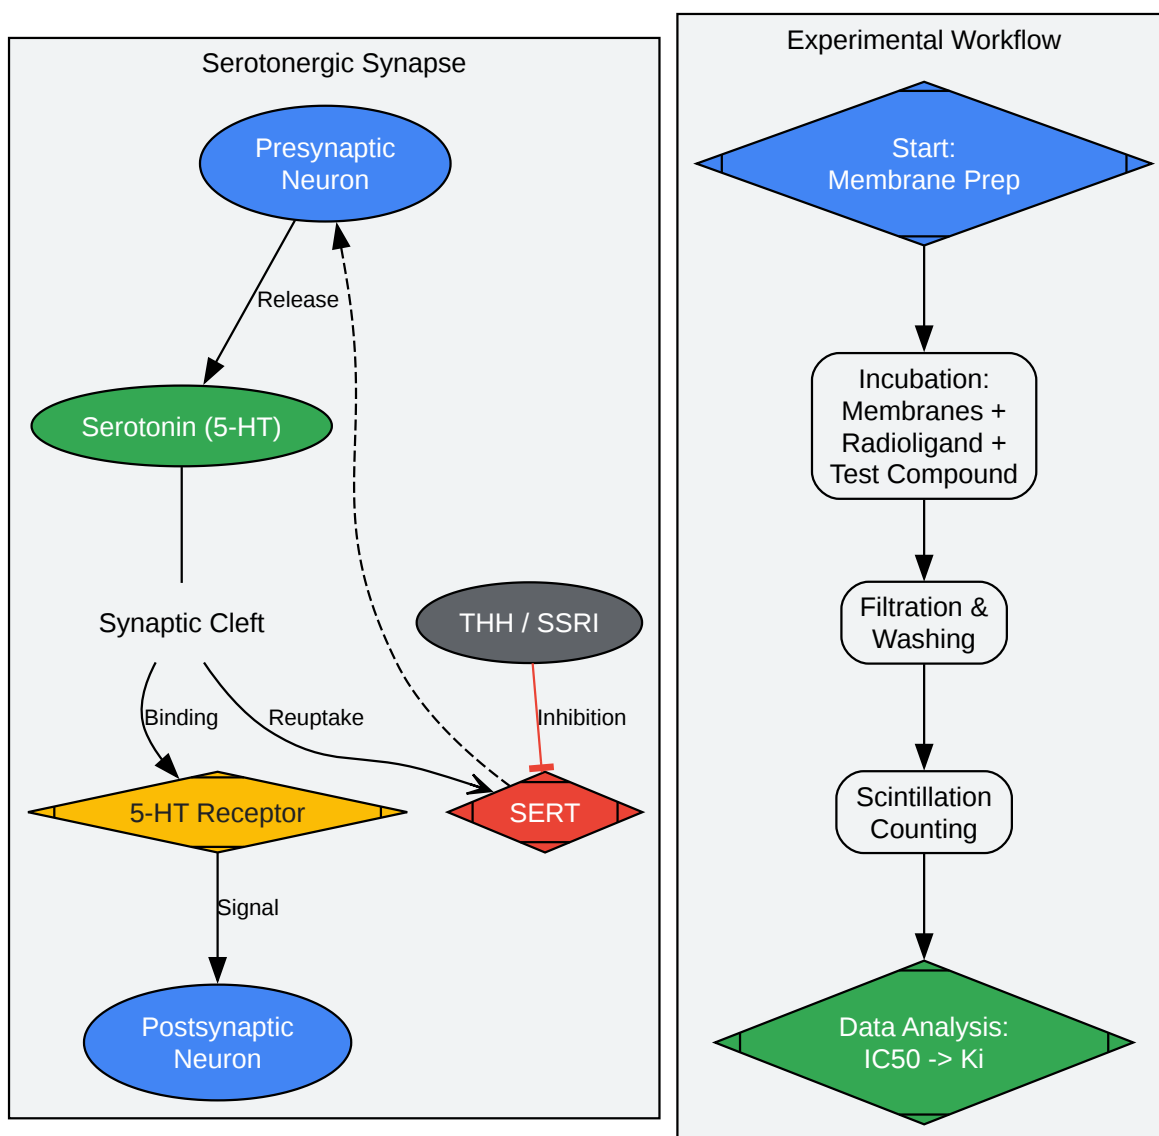 Serotonergic Synapse
Presynaptic
Neuron
Release
Serotonin (5-HT)
Synaptic Cleft
THH / SSRI
Binding
Reuptake
Inhibition
5-HT Receptor
SERT
Signal
Postsynaptic
Neuron
Experimental Workflow
Start:
Membrane Prep
Incubation:
Membranes +
Radioligand +
Test Compound
Filtration &
Washing
Scintillation
Counting
Data Analysis:
IC50 -> Ki